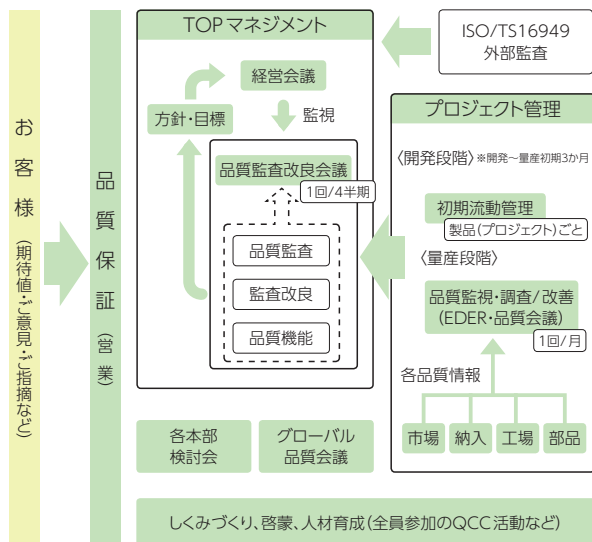 お客様
(期待値・ご意見・ご指摘など)
品質保証
(営業)
TOPマネジメント
経営会議
方針・目標
監視
品質監査改良会議
1回/4半期
品質監査
監査改良
品質機能
ISO/TS16949
外部監査
プロジェクト管理
〈開発段階〉※開発〜量産初期3か月
初期流動管理
製品(プロジェクト)ごと
〈量産段階〉
品質監視・調査/改善
(EDER・品質会議)
1回/月
各品質情報
市場 納入 工場 部品
各本部
検討会
グローバル
品質会議
しくみづくり、啓蒙、人材育成(全員参加のQCC活動など)